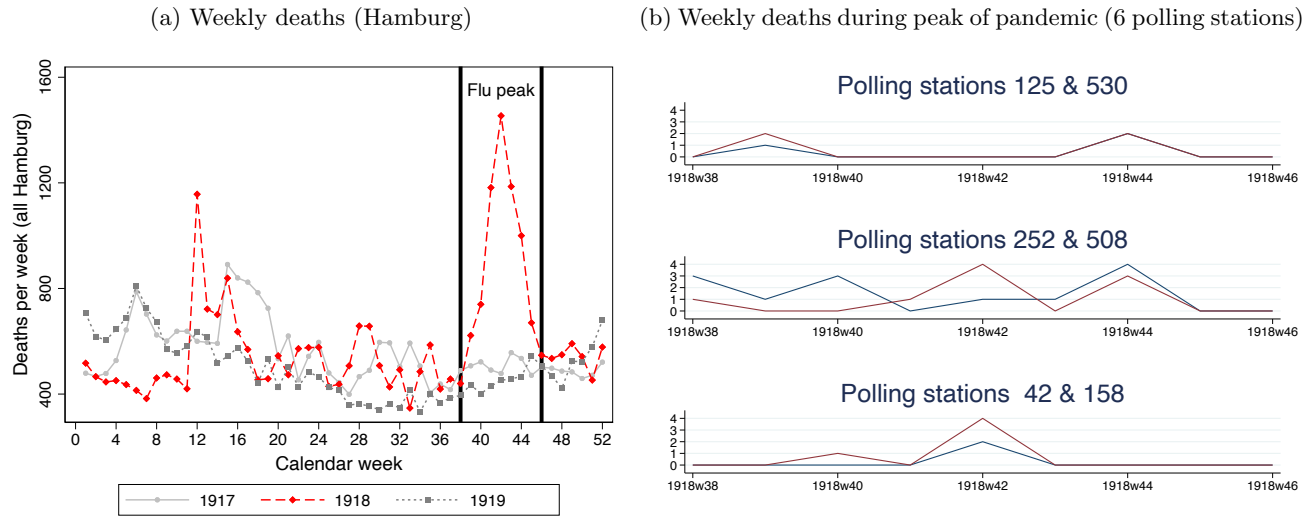 (a) Weekly deaths (Hamburg)
Deaths per week (all Hamburg)
1600
1200
800
400
Flu peak
0 4 8 12 16 20 24 28 32 36 40 44 48 52
Calendar week
1917 1918 1919
(b) Weekly deaths during peak of pandemic (6 polling stations)
Polling stations 125 & 530
4
3
2
1
0
1918w38 1918w40 1918w42 1918w44 1918w46
Polling stations 252 & 508
4
3
2
1
0
1918w38 1918w40 1918w42 1918w44 1918w46
Polling stations 42 & 158
4
3
2
1
0
1918w38 1918w40 1918w42 1918w44 1918w46